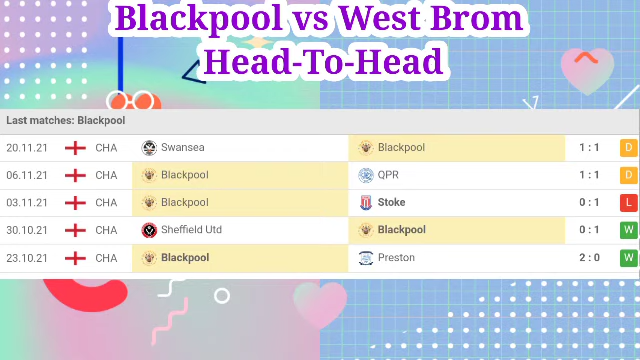 Blackpool vs West Brom
Head-To-Head
Last matches: Blackpool
20.11.21 CHA Swansea Blackpool 1 : 1 D
06.11.21 CHA Blackpool QPR 1 : 1 D
03.11.21 CHA Blackpool Stoke 0 : 1 L
30.10.21 CHA Sheffield Utd Blackpool 0 : 1 W
23.10.21 CHA Blackpool Preston 2 : 0 W